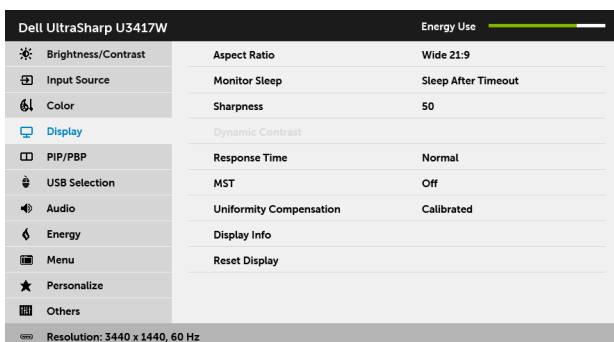 Dell UltraSharp U3417W Energy Use
Brightness/Contrast Aspect Ratio Wide 21:9
Input Source Monitor Sleep Sleep After Timeout
Color Sharpness 50
Display Dynamic Contrast
PIP/PBP Response Time Normal
USB Selection MST Off
Audio Uniformity Compensation Calibrated
Energy Display Info
Menu Reset Display
Personalize
Others
Resolution: 3440 x 1440, 60 Hz